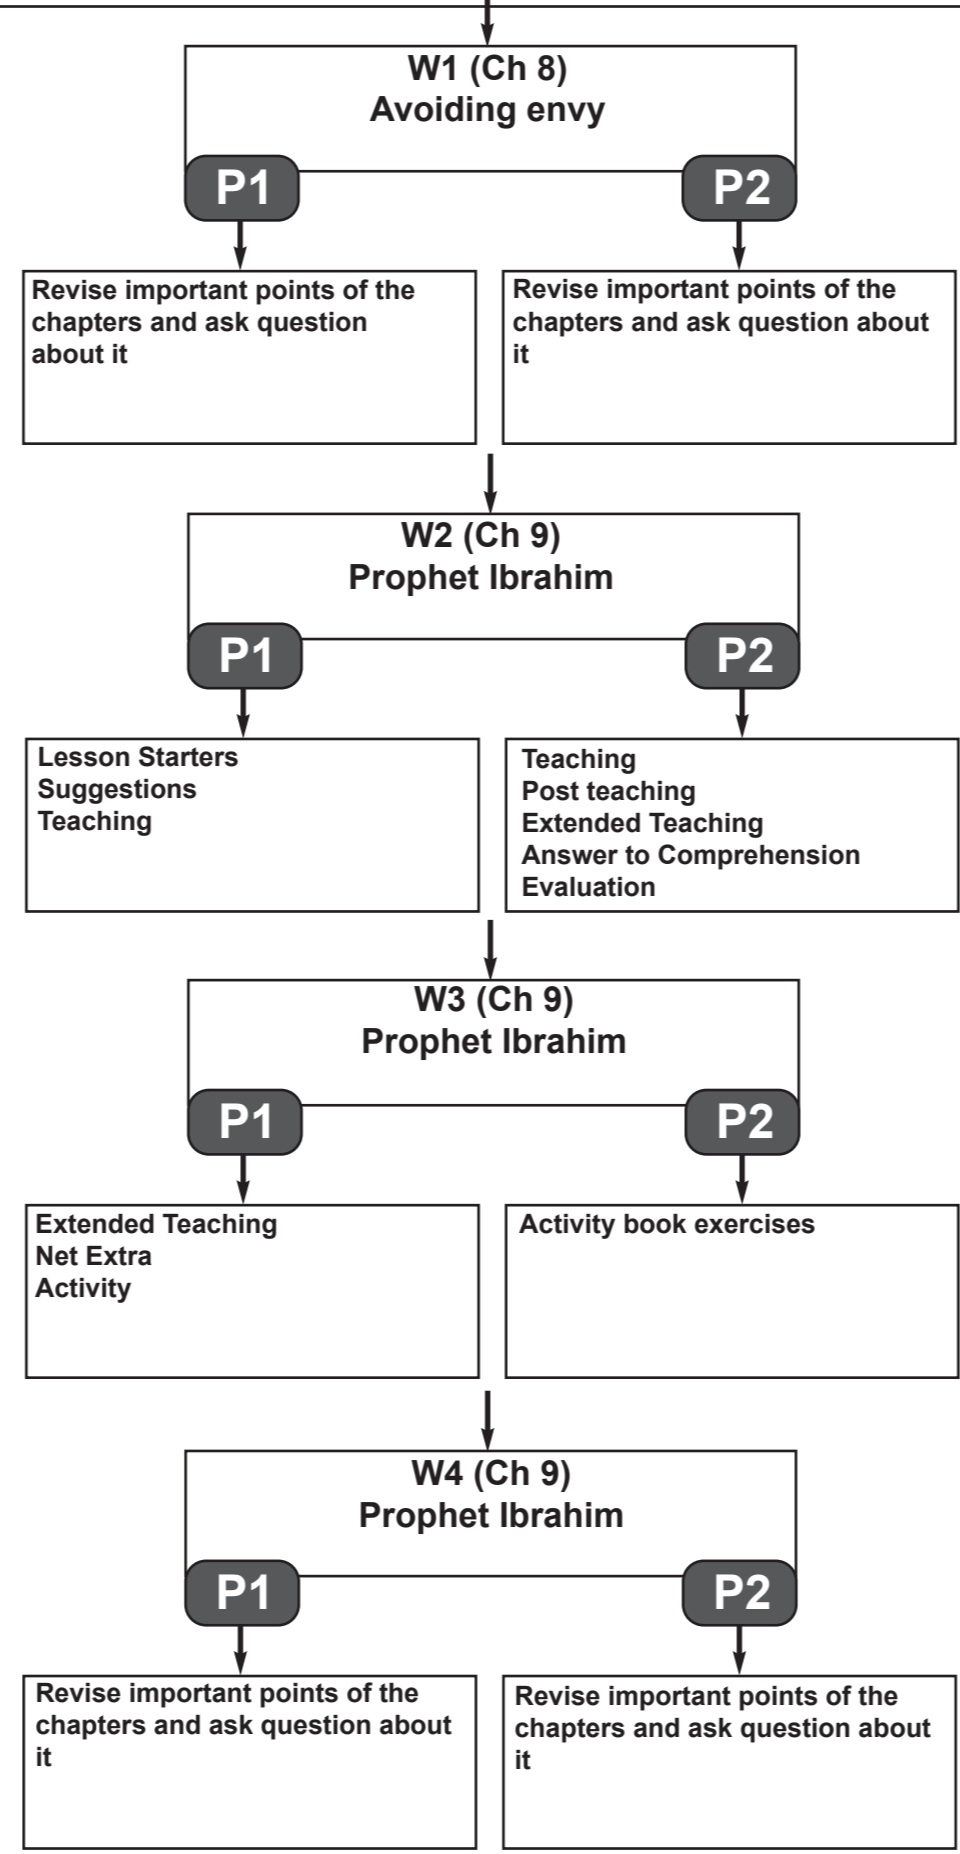 W1 (Ch 8)
Avoiding envy
P1
P2
Revise important points of the
chapters and ask question
about it
Revise important points of the
chapters and ask question about
it
W2 (Ch 9)
Prophet Ibrahim
P1
P2
Lesson Starters
Suggestions
Teaching
Teaching
Post teaching
Extended Teaching
Answer to Comprehension
Evaluation
W3 (Ch 9)
Prophet Ibrahim
P1
P2
Extended Teaching
Net Extra
Activity
Activity book exercises
W4 (Ch 9)
Prophet Ibrahim
P1
P2
Revise important points of the
chapters and ask question about
it
Revise important points of the
chapters and ask question about
it